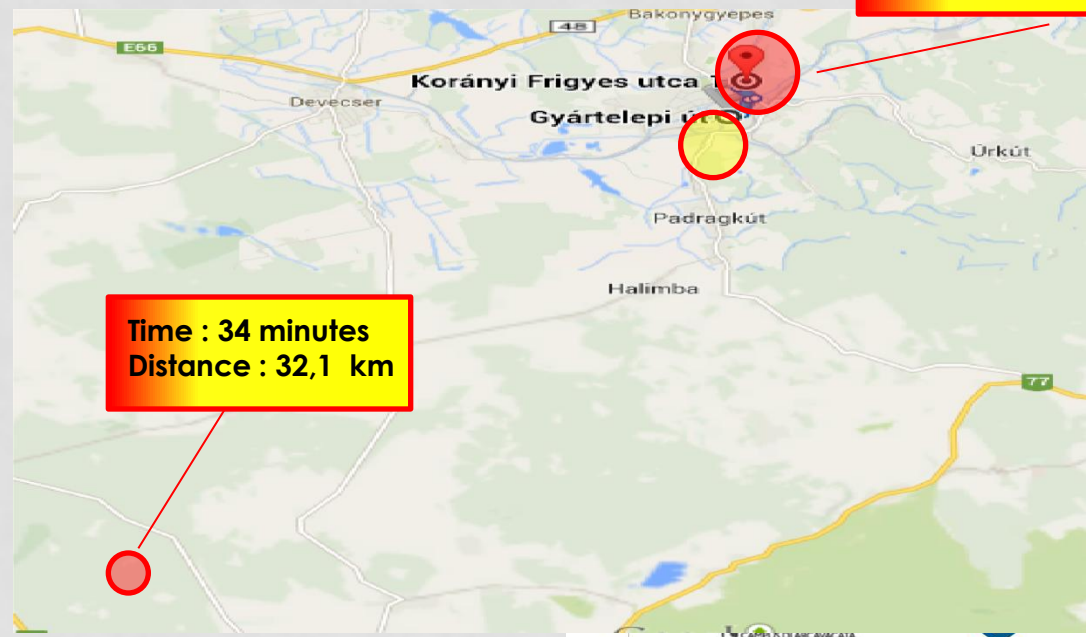 Bakonygyepes
48
E66
Korányi Frigyes utca 1
Devecser
Gyártelepi út
Úrkút
Padragkút
Halimba
Time : 34 minutes
Distance : 32,1 km
77